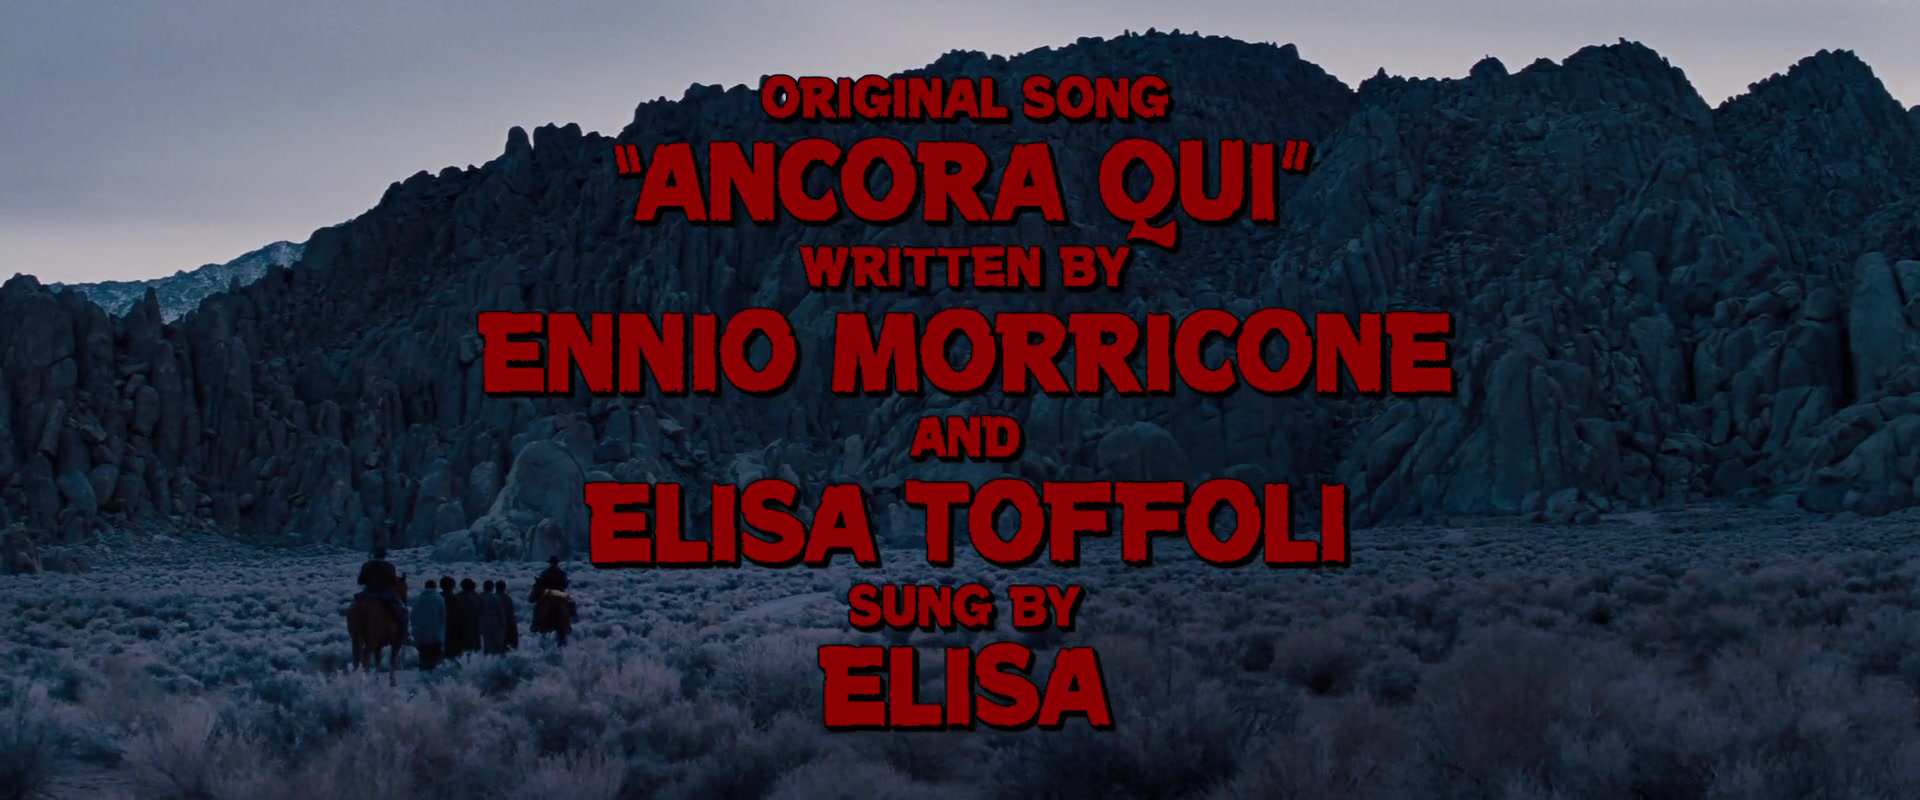 ORIGINAL SONG
"ANCORA QUI"
WRITTEN BY
ENNIO MORRICONE
AND
ELISA TOFFOLI
SUNG BY
ELISA